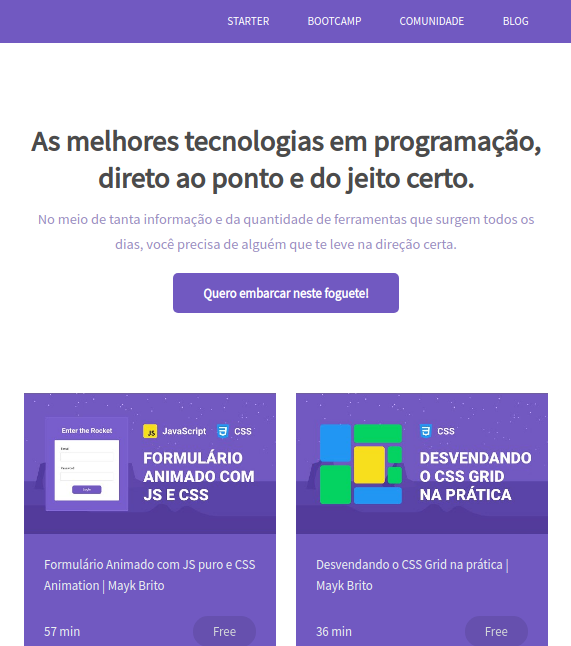 STARTER BOOTCAMP COMUNIDADE BLOG
As melhores tecnologias em programação,
direto ao ponto e do jeito certo.
No meio de tanta informação e da quantidade de ferramentas que surgem todos os
dias, você precisa de alguém que te leve na direção certa.
Quero embarcar neste foguete!
Enter the Rocket
JS JavaScript CSS
FORMULÁRIO
ANIMADO COM
JS E CSS
CSS
DESVENDANDO
O CSS GRID
NA PRÁTICA
Formulário Animado com JS puro e CSS
Animation | Mayk Brito
57 min Free
Desvendando o CSS Grid na prática |
Mayk Brito
36 min Free